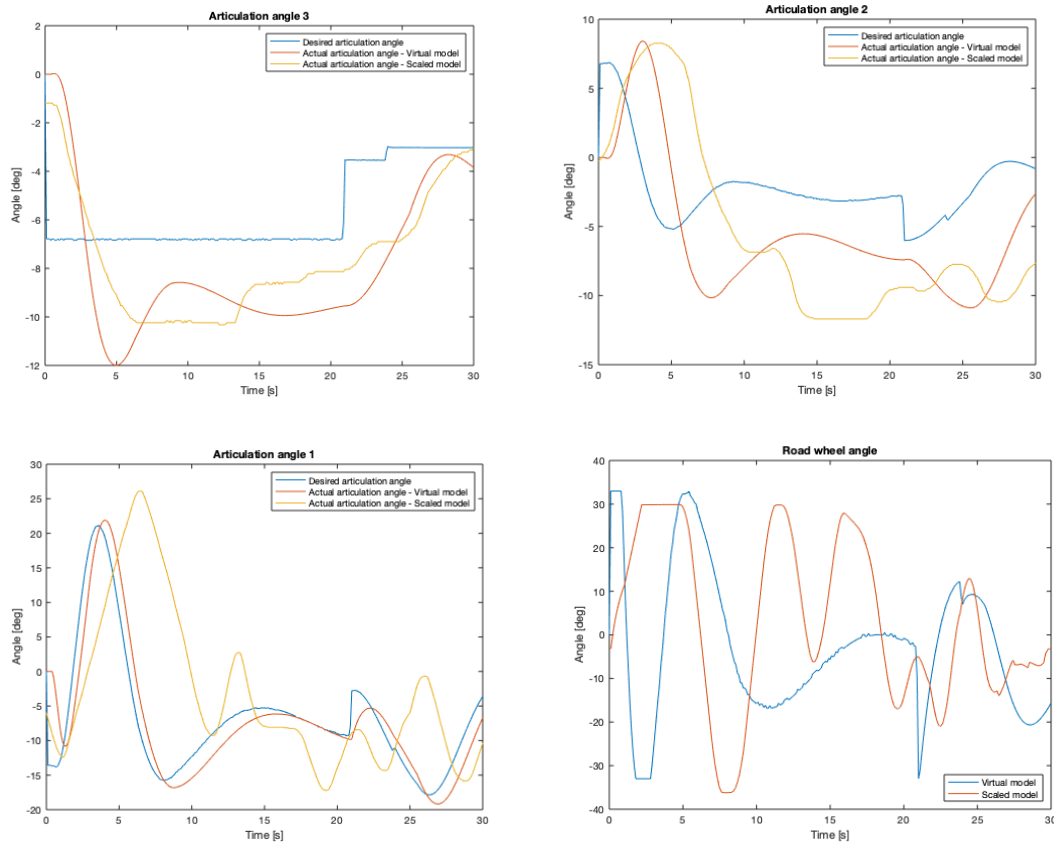 Articulation angle 3
Desired articulation angle
Actual articulation angle - Virtual model
Actual articulation angle - Scaled model
2
0
-2
-4
-6
-8
-10
-12
Angle [deg]
0 5 10 15 20 25 30
Time [s]
Articulation angle 2
Desired articulation angle
Actual articulation angle - Virtual model
Actual articulation angle - Scaled model
10
5
0
-5
-10
-15
Angle [deg]
0 5 10 15 20 25 30
Time [s]
Articulation angle 1
Desired articulation angle
Actual articulation angle - Virtual model
Actual articulation angle - Scaled model
30
25
20
15
10
5
0
-5
-10
-15
-20
Angle [deg]
0 5 10 15 20 25 30
Time [s]
Road wheel angle
40
30
20
10
0
-10
-20
-30
-40
Angle [deg]
Virtual model
Scaled model
0 5 10 15 20 25 30
Time [s]